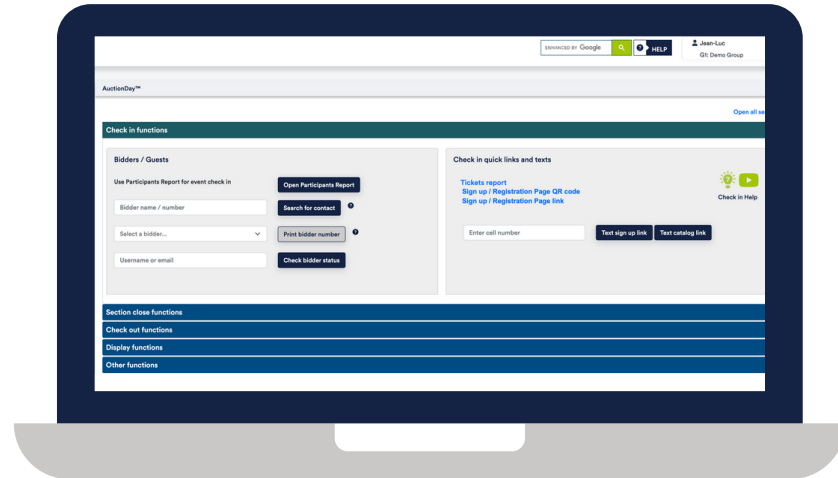 ENHANCED BY Google
HELP
Jean-Luc
G1: Demo Group
AuctionDay™
Open all se
Check in functions
Bidders / Guests
Use Participants Report for event check in
Open Participants Report
Bidder name / number
Search for contact
Select a bidder...
Print bidder number
Username or email
Check bidder status
Check in quick links and texts
Tickets report
Sign up / Registration Page QR code
Sign up / Registration Page link
Check in Help
Enter cell number
Text sign up link
Text catalog link
Section close functions
Check out functions
Display functions
Other functions